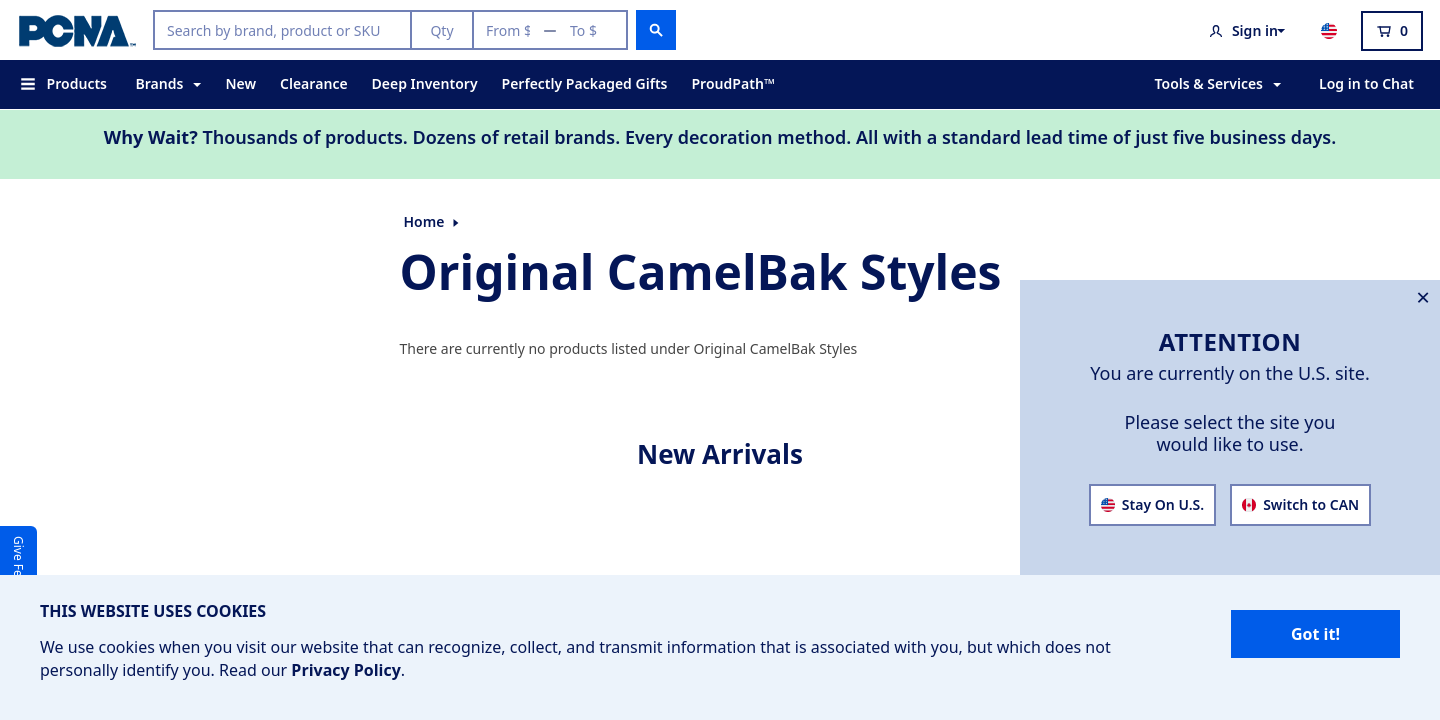 PCNA™
Search by brand, product or SKU
Qty
From $ — To $
Sign in
0
Products
Brands
New
Clearance
Deep Inventory
Perfectly Packaged Gifts
ProudPath™
Tools & Services
Log in to Chat
Why Wait? Thousands of products. Dozens of retail brands. Every decoration method. All with a standard lead time of just five business days.
Home
Original CamelBak Styles
There are currently no products listed under Original CamelBak Styles
ATTENTION
You are currently on the U.S. site.
Please select the site you
would like to use.
Stay On U.S.
Switch to CAN
New Arrivals
Give Fe
THIS WEBSITE USES COOKIES
We use cookies when you visit our website that can recognize, collect, and transmit information that is associated with you, but which does not
personally identify you. Read our Privacy Policy.
Got it!